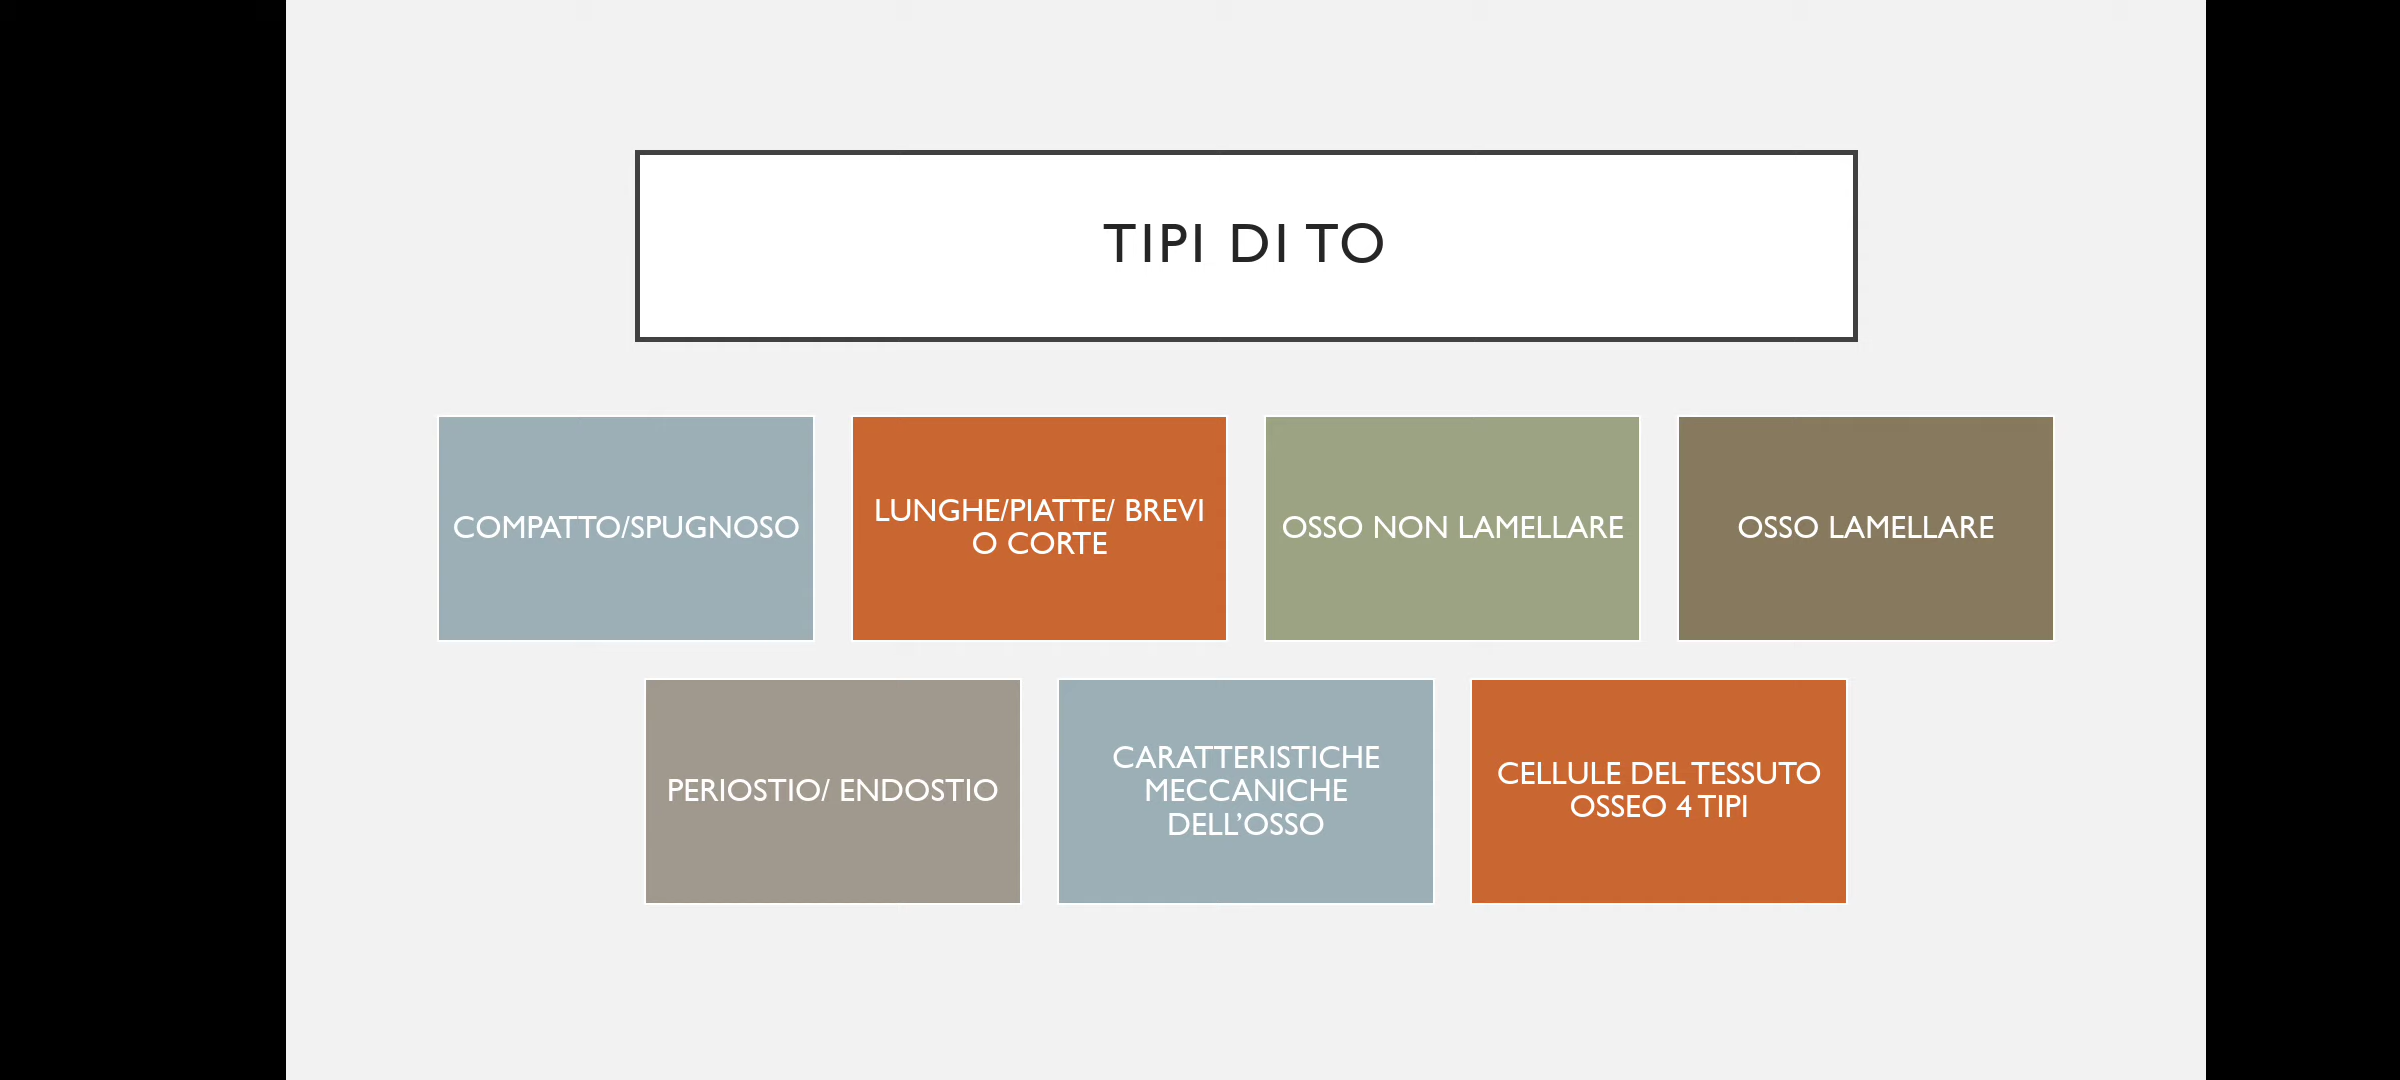 TIPI DI TO
COMPATTO/SPUGNOSO
LUNGHE/PIATTE/ BREVI
O CORTE
OSSO NON LAMELLARE
OSSO LAMELLARE
PERIOSTIO/ ENDOSTIO
CARATTERISTICHE
MECCANICHE
DELL’OSSO
CELLULE DEL TESSUTO
OSSEO 4 TIPI